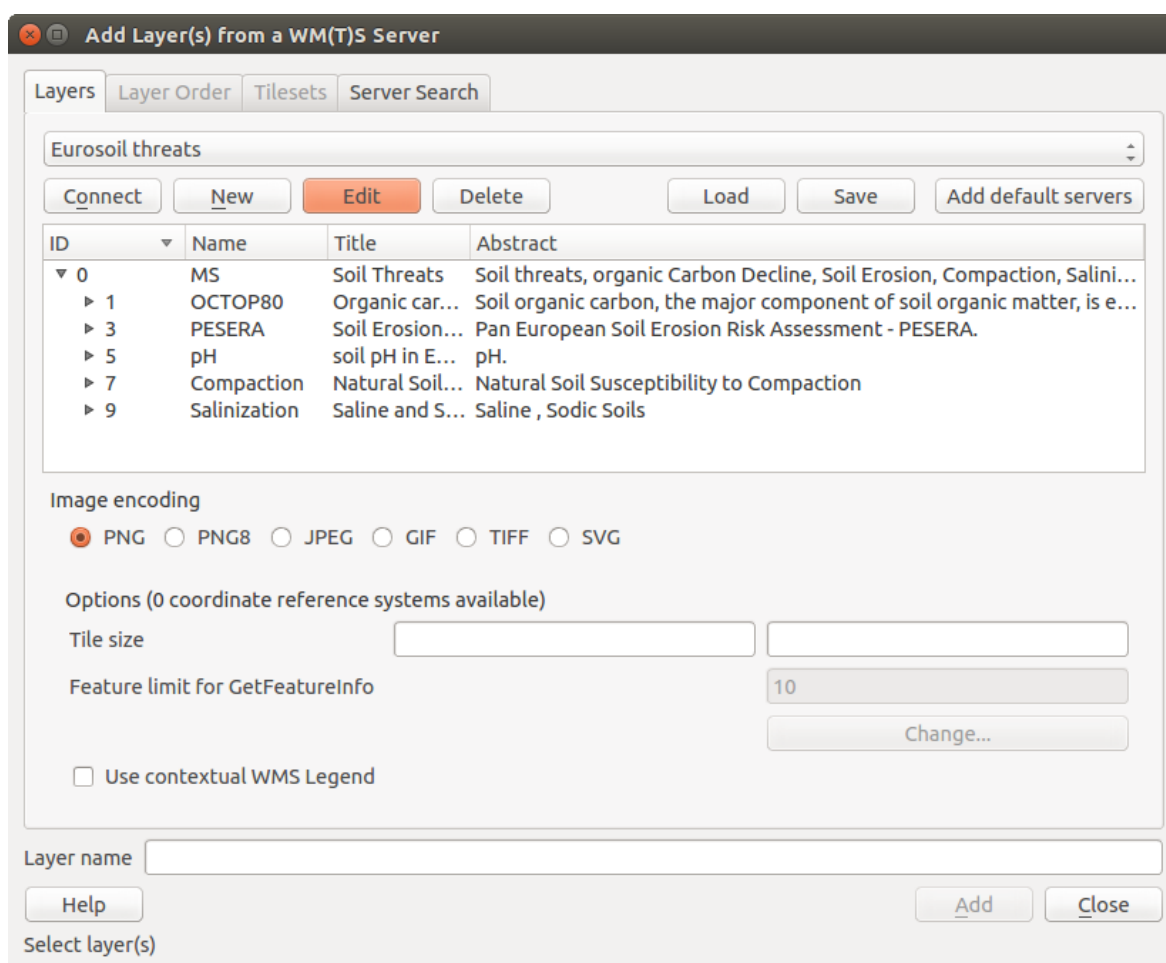 Add Layer(s) from a WM(T)S Server
Layers Layer Order Tilesets Server Search
Eurosoil threats
Connect New Edit Delete Load Save Add default servers
ID Name Title Abstract
0 MS Soil Threats Soil threats, organic Carbon Decline, Soil Erosion, Compaction, Salini...
1 OCTOP80 Organic car... Soil organic carbon, the major component of soil organic matter, is e...
3 PESERA Soil Erosion... Pan European Soil Erosion Risk Assessment - PESERA.
5 pH soil pH in E... pH.
7 Compaction Natural Soil... Natural Soil Susceptibility to Compaction
9 Salinization Saline and S... Saline , Sodic Soils
Image encoding
PNG PNG8 JPEG GIF TIFF SVG
Options (0 coordinate reference systems available)
Tile size
Feature limit for GetFeatureInfo 10
Change...
Use contextual WMS Legend
Layer name
Help Add Close
Select layer(s)